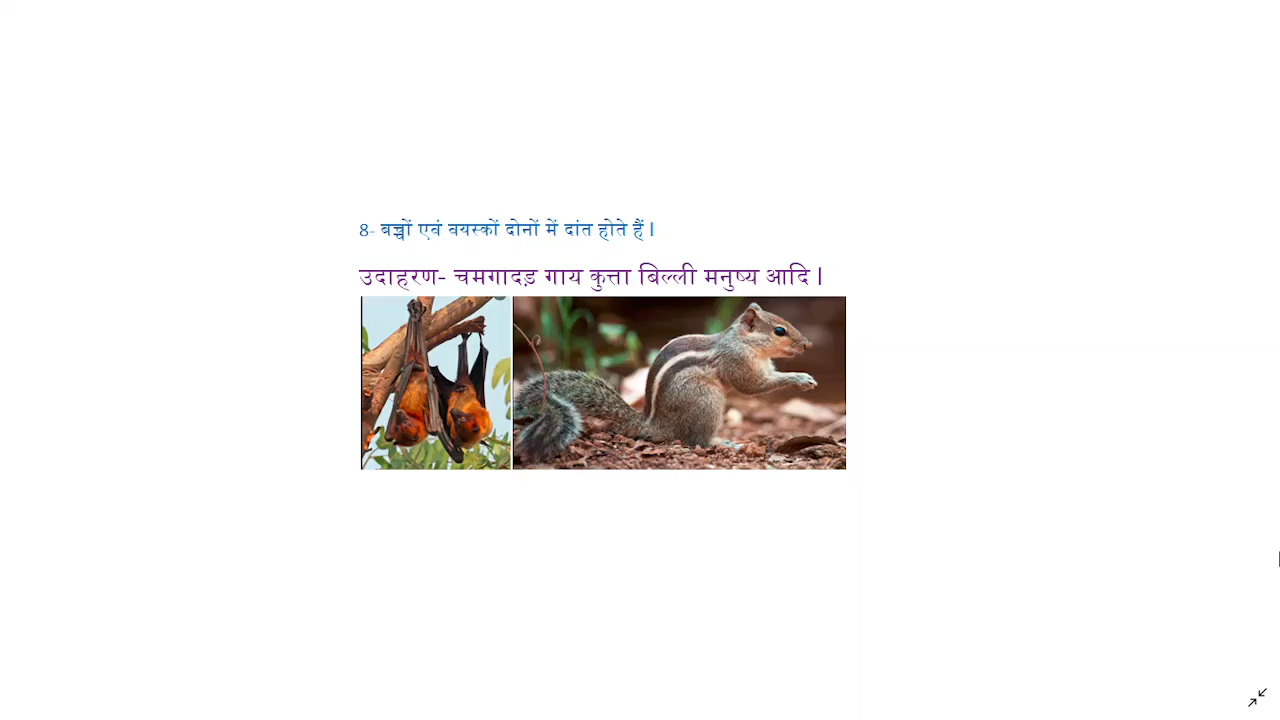 8- बच्चों एवं वयस्कों दोनों में दांत होते हैं |
उदाहरण- चमगादड़ गाय कुत्ता बिल्ली मनुष्य आदि |